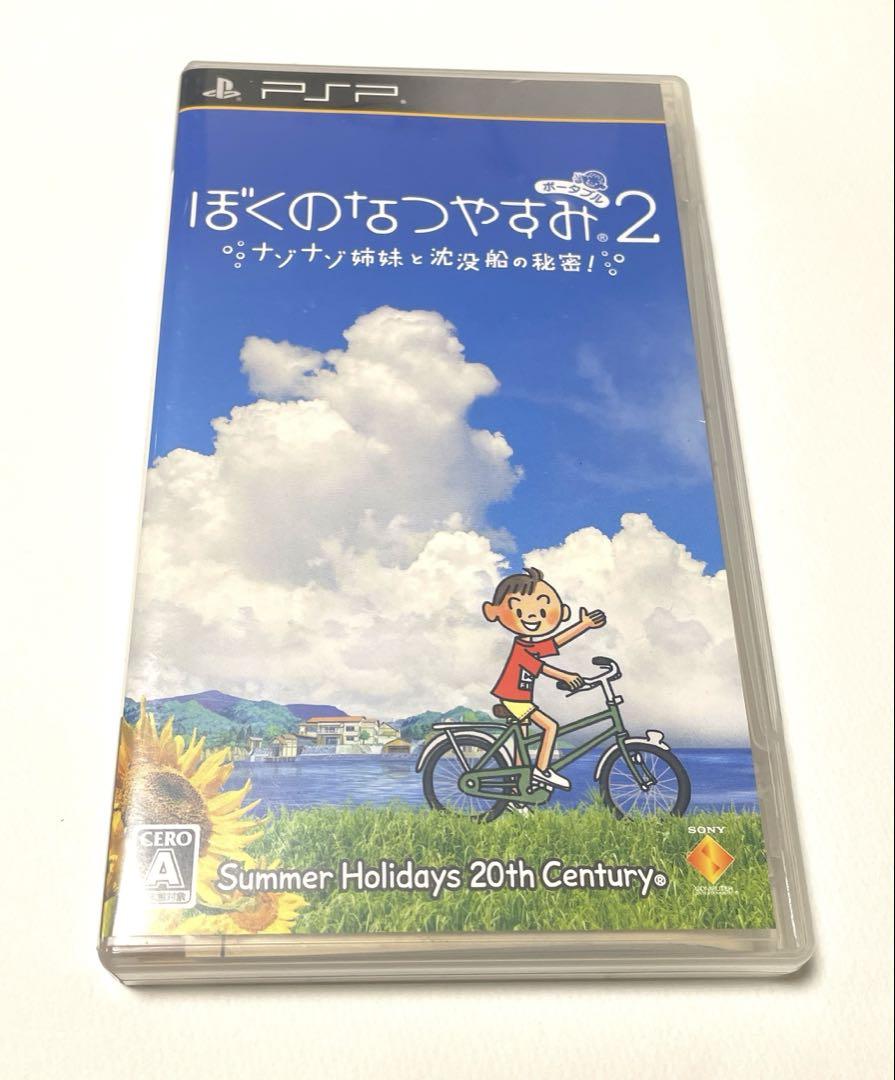 PSP
ポータブル
ぼくのなつやすみ®2
ナゾナゾ姉妹と沈没船の秘密！
CERO
A
Summer Holidays 20th Century®
SONY
COMPUTER